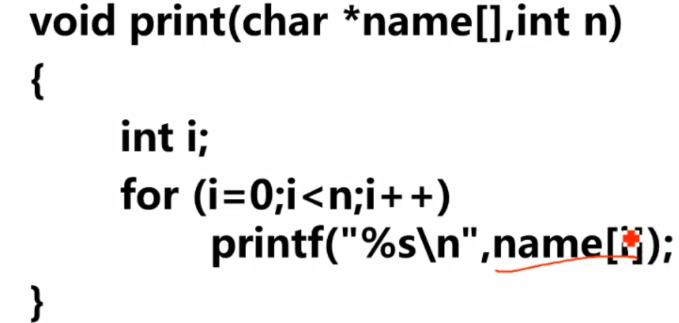 void print(char *name[],int n)
{
int i;
for (i=0;i<n;i++)
printf("%s\n",name[i]);
}